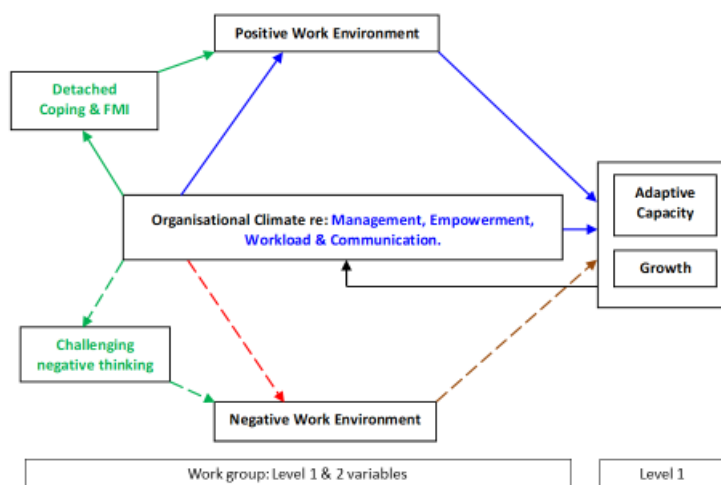 Positive Work Environment
Detached
Coping & FMI
Organisational Climate re: Management, Empowerment,
Workload & Communication.
Adaptive
Capacity
Growth
Challenging
negative thinking
Negative Work Environment
Work group: Level 1 & 2 variables
Level 1